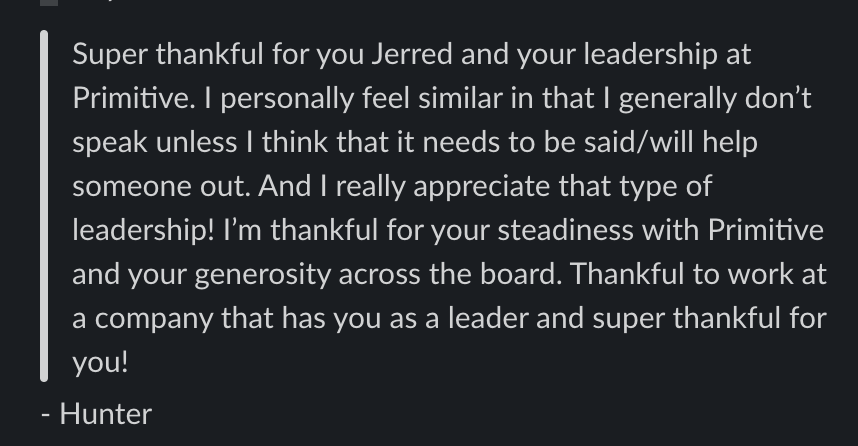 Super thankful for you Jerred and your leadership at
Primitive. I personally feel similar in that I generally don’t
speak unless I think that it needs to be said/will help
someone out. And I really appreciate that type of
leadership! I’m thankful for your steadiness with Primitive
and your generosity across the board. Thankful to work at
a company that has you as a leader and super thankful for
you!
- Hunter